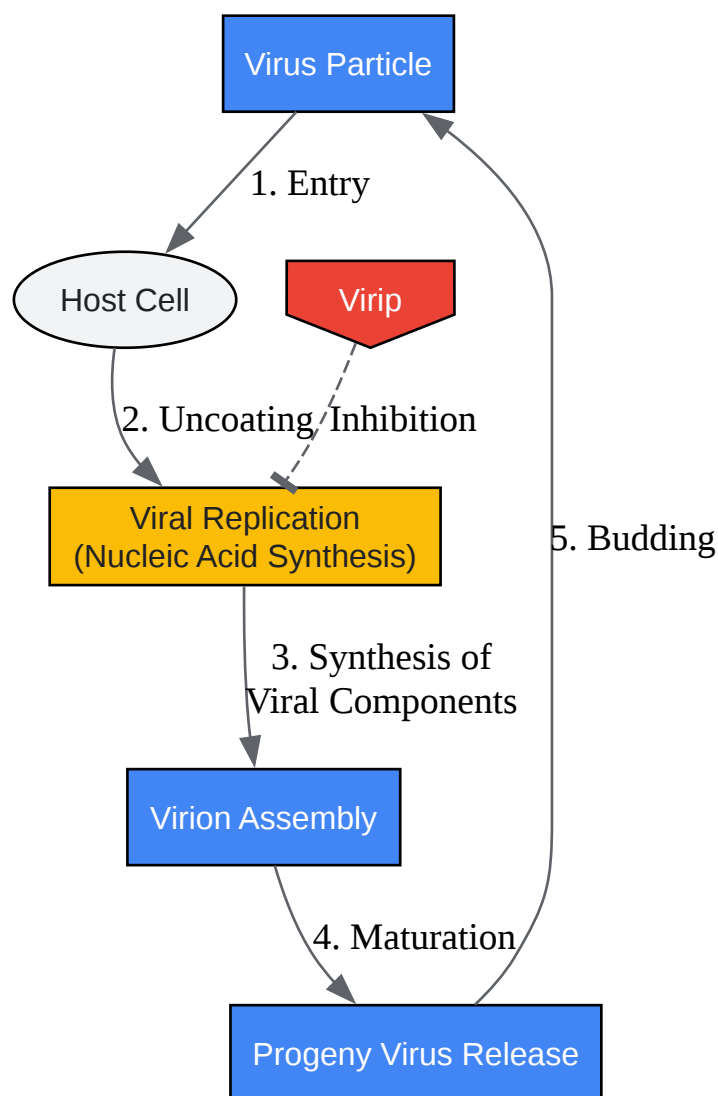 Virus Particle
1. Entry
Host Cell
Virip
2. Uncoating
Inhibition
Viral Replication
(Nucleic Acid Synthesis)
5. Budding
3. Synthesis of
Viral Components
Virion Assembly
4. Maturation
Progeny Virus Release